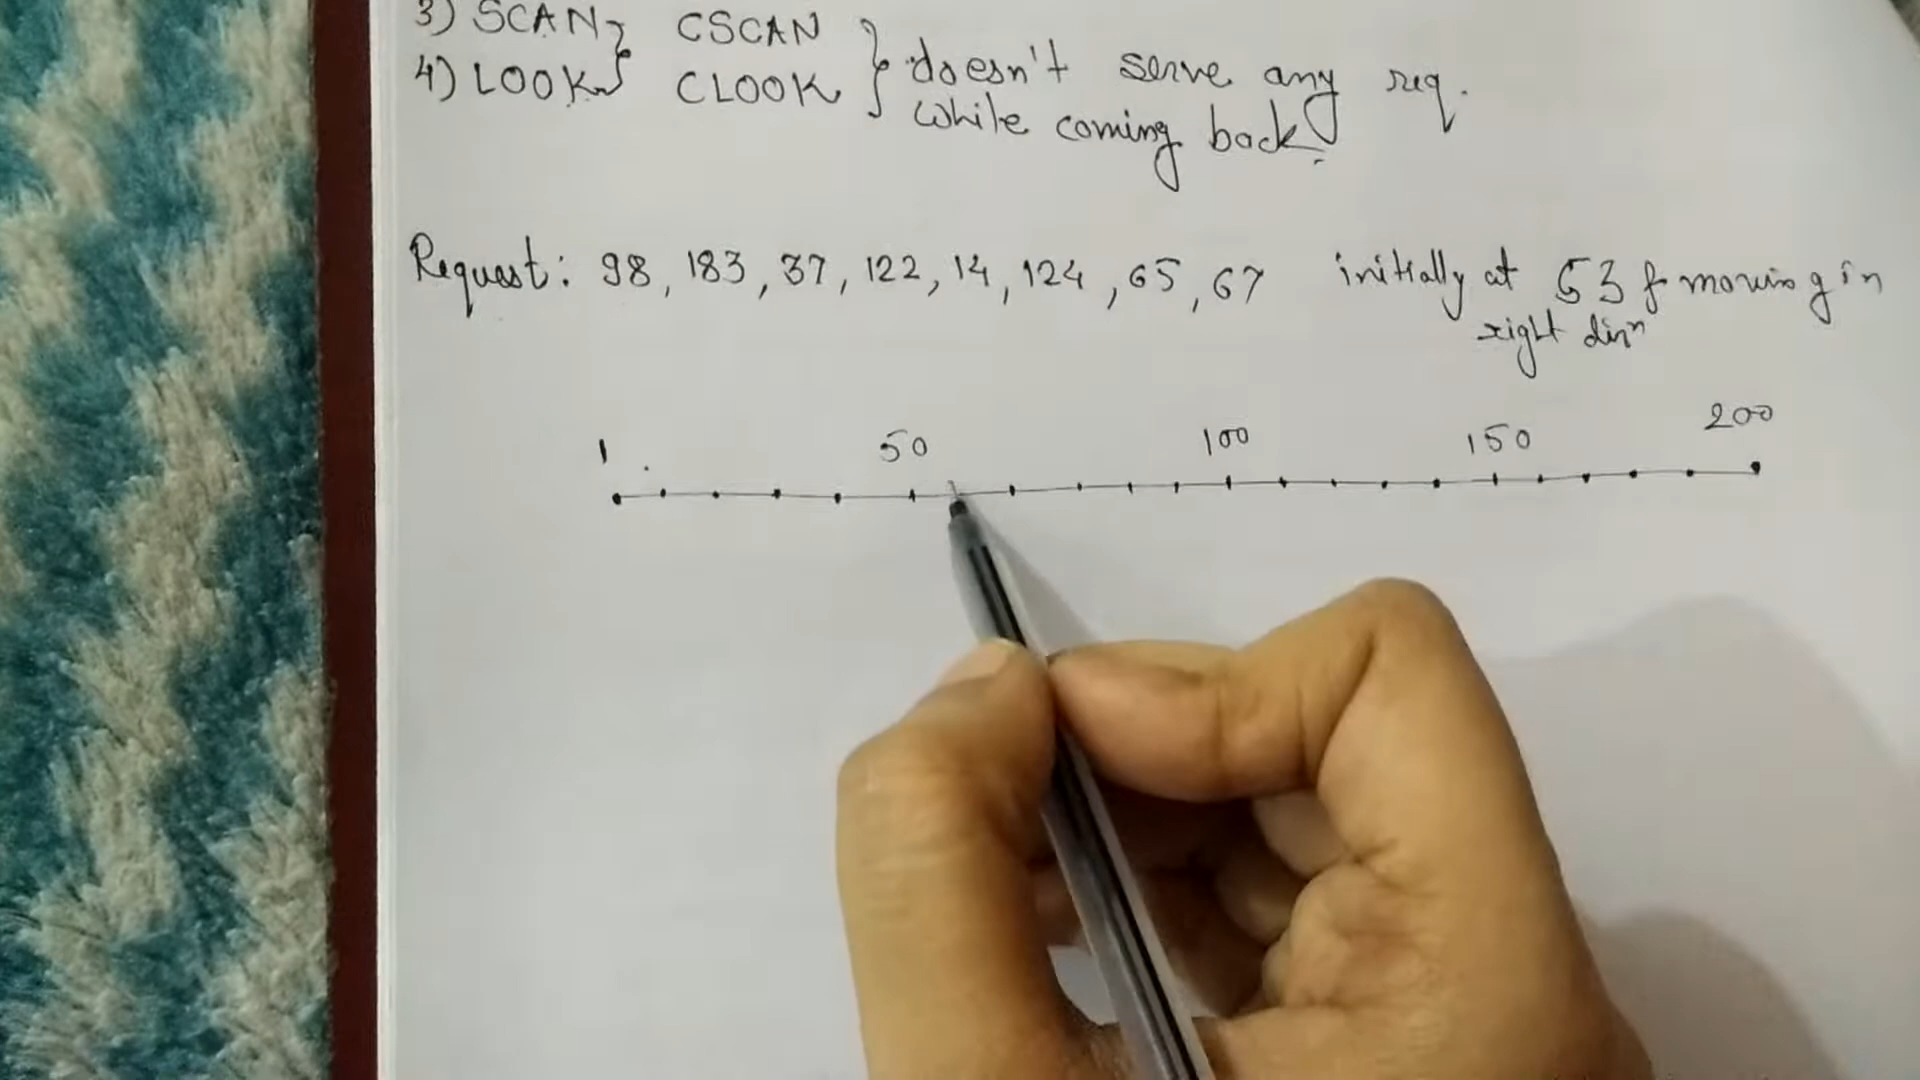 3) SCAN } CSCAN } doesn't serve any req.
4) LOOK } CLOOK } while coming back.
Request: 98, 183, 37, 122, 14, 124, 65, 67 initially at 53 & moving in
right dirⁿ
1 50 100 150 200